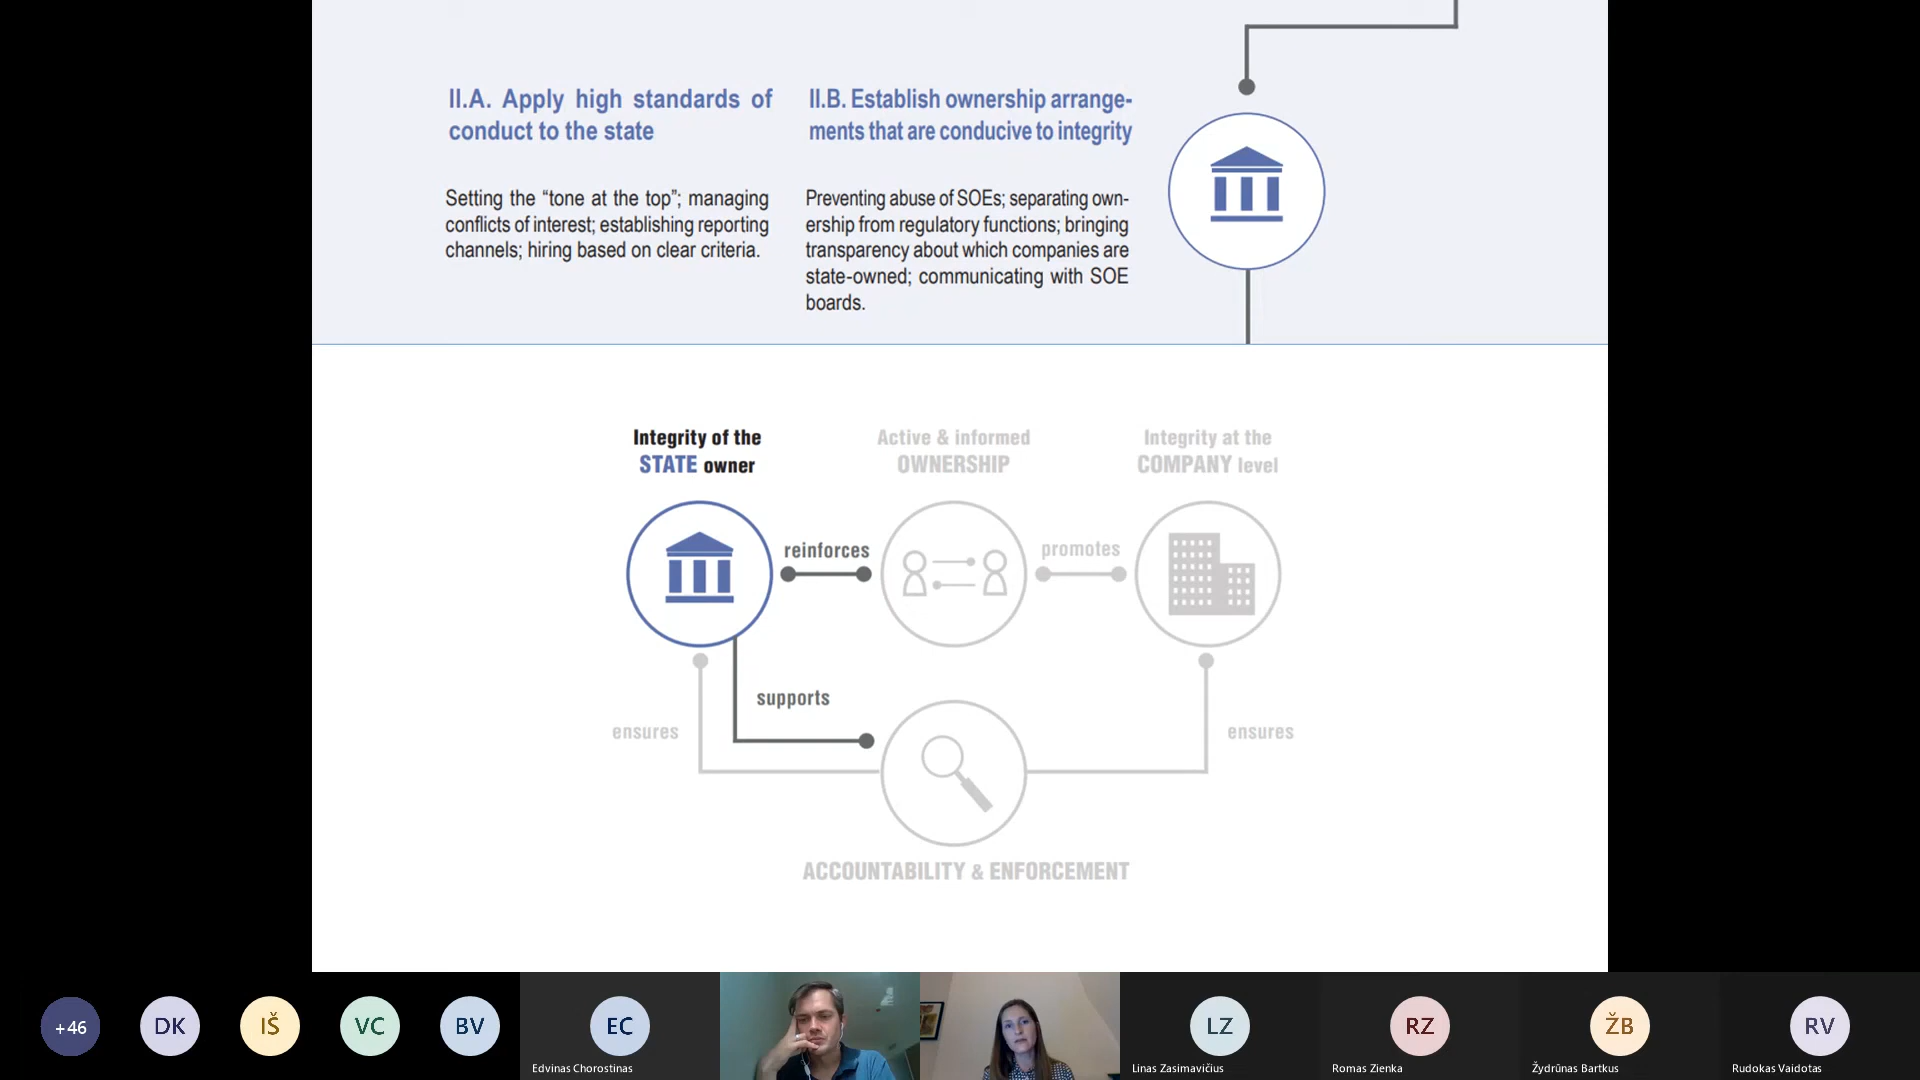 II.A. Apply high standards of
conduct to the state
Setting the “tone at the top”; managing
conflicts of interest; establishing reporting
channels; hiring based on clear criteria.
II.B. Establish ownership arrange-
ments that are conducive to integrity
Preventing abuse of SOEs; separating own-
ership from regulatory functions; bringing
transparency about which companies are
state-owned; communicating with SOE
boards.
Integrity of the
STATE owner
Active & informed
OWNERSHIP
Integrity at the
COMPANY level
reinforces
promotes
supports
ensures
ensures
ACCOUNTABILITY & ENFORCEMENT
+46
DK
IŠ
VC
BV
EC
Edvinas Chorostinas
LZ
Linas Zasimavičius
RZ
Romas Zienka
ŽB
Žydrūnas Bartkus
RV
Rudokas Vaidotas